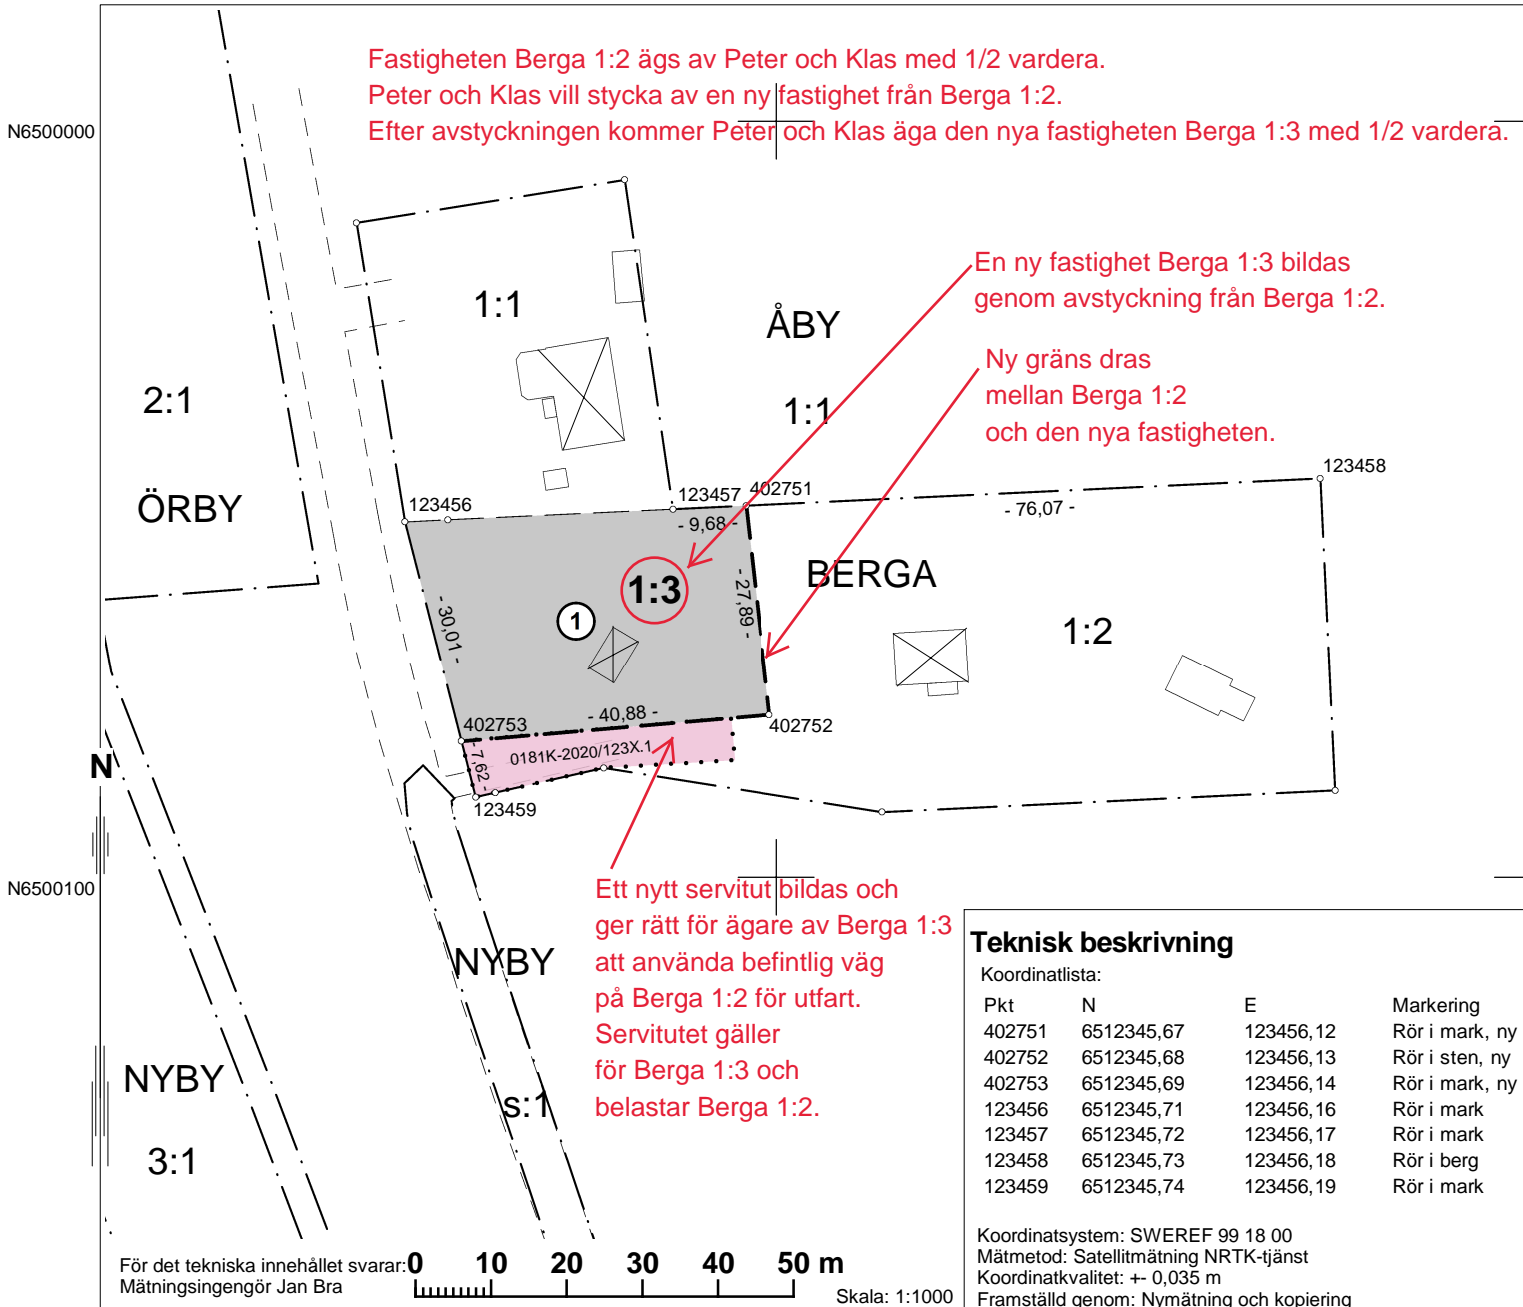 Fastigheten Berga 1:2 ägs av Peter och Klas med 1/2 vardera.
Peter och Klas vill stycka av en ny fastighet från Berga 1:2.
Efter avstyckningen kommer Peter och Klas äga den nya fastigheten Berga 1:3 med 1/2 vardera.
N6500000
En ny fastighet Berga 1:3 bildas
genom avstyckning från Berga 1:2.
1:1
ÅBY
Ny gräns dras
mellan Berga 1:2
och den nya fastigheten.
2:1
1:1
123458
123456
123457
402751
ÖRBY
- 9,68 -
- 76,07 -
BERGA
1:3
- 27,89 -
- 30,01 -
1
1:2
- 40,88 -
402753
402752
0181K-2020/123X.1
- 7,62 -
N
123459
N6500100
Ett nytt servitut bildas och
ger rätt för ägare av Berga 1:3
att använda befintlig väg
på Berga 1:2 för utfart.
Servitutet gäller
för Berga 1:3 och
belastar Berga 1:2.
NYBY
s:1
NYBY
3:1
Teknisk beskrivning
Koordinatlista:
Pkt N E Markering
402751 6512345,67 123456,12 Rör i mark, ny
402752 6512345,68 123456,13 Rör i sten, ny
402753 6512345,69 123456,14 Rör i mark, ny
123456 6512345,71 123456,16 Rör i mark
123457 6512345,72 123456,17 Rör i mark
123458 6512345,73 123456,18 Rör i berg
123459 6512345,74 123456,19 Rör i mark
Koordinatsystem: SWEREF 99 18 00
Mätmetod: Satellitmätning NRTK-tjänst
Koordinatkvalitet: +- 0,035 m
Framställd genom: Nymätning och kopiering
För det tekniska innehållet svarar:
Mätningsingengör Jan Bra
0 10 20 30 40 50 m
Skala: 1:1000